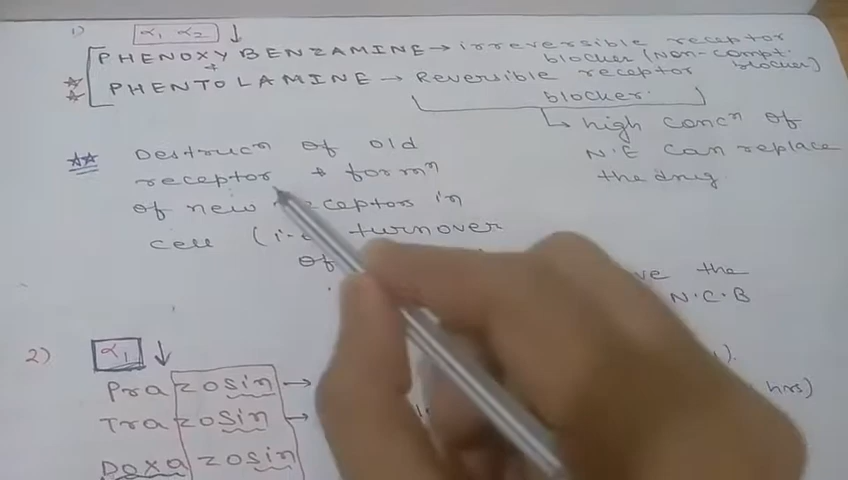 1) α₁ α₂ ↓
PHENOXYBENZAMINE → irreversible receptor
blocker (non-compt. blocker)
+
PHENTOLAMINE → Reversible receptor
blocker.
↳ high concⁿ of
N.E can replace
the drug
Destrucⁿ of old
receptor + formⁿ
of new receptor in
cell (i.e turnover
of
the
N.C.B
hrs)
2) α₁ ↓
Prazosin →
Trazosin →
Doxazosin